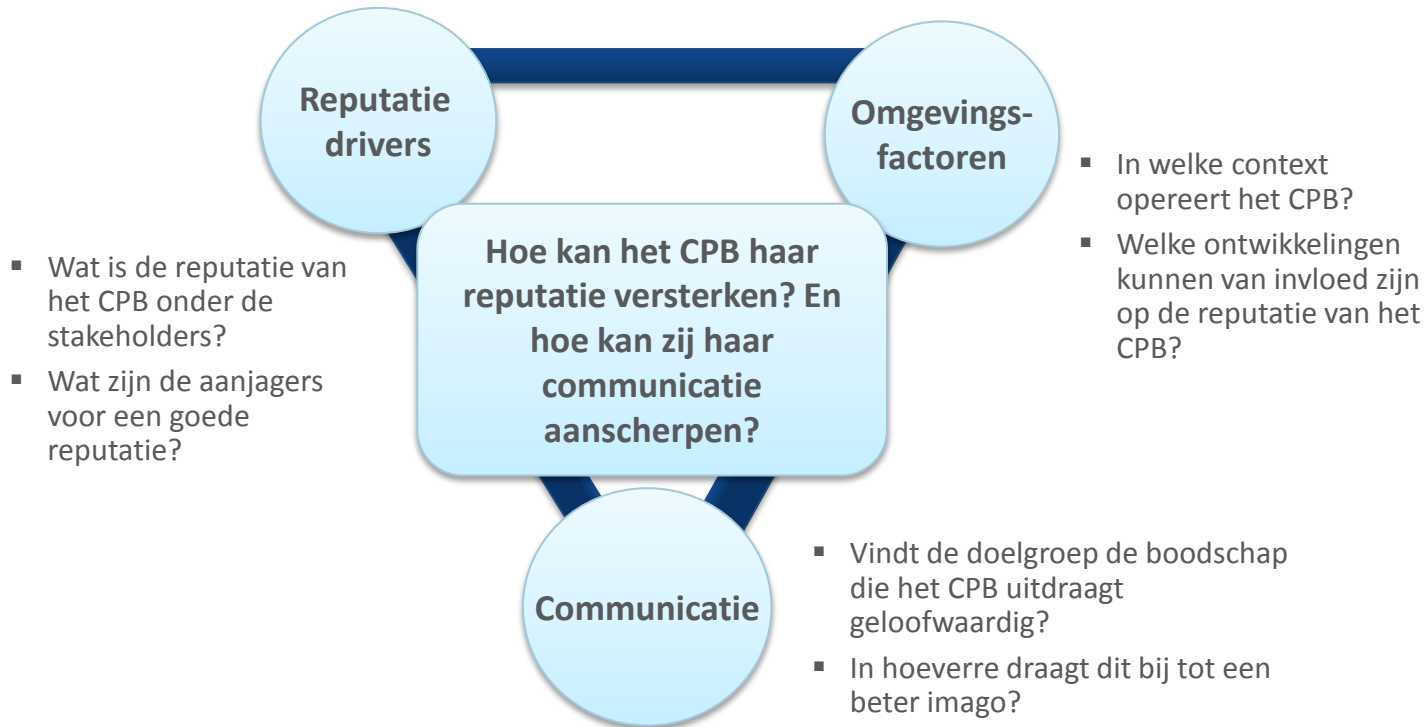 Reputatie
drivers
Omgevings-
factoren
▪ In welke context
opereert het CPB?
▪ Welke ontwikkelingen
kunnen van invloed zijn
op de reputatie van het
CPB?
Hoe kan het CPB haar
reputatie versterken? En
hoe kan zij haar
communicatie
aanscherpen?
▪ Wat is de reputatie van
het CPB onder de
stakeholders?
▪ Wat zijn de aanjagers
voor een goede
reputatie?
Communicatie
▪ Vindt de doelgroep de boodschap
die het CPB uitdraagt
geloofwaardig?
▪ In hoeverre draagt dit bij tot een
beter imago?